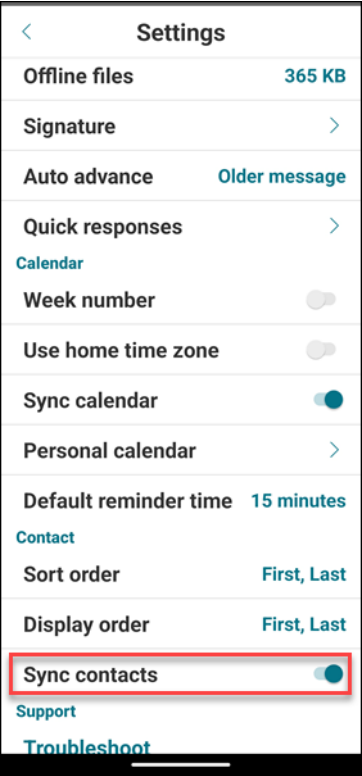 Settings
Offline files 365 KB
Signature
Auto advance Older message
Quick responses
Calendar
Week number
Use home time zone
Sync calendar
Personal calendar
Default reminder time 15 minutes
Contact
Sort order First, Last
Display order First, Last
Sync contacts
Support
Troubleshoot